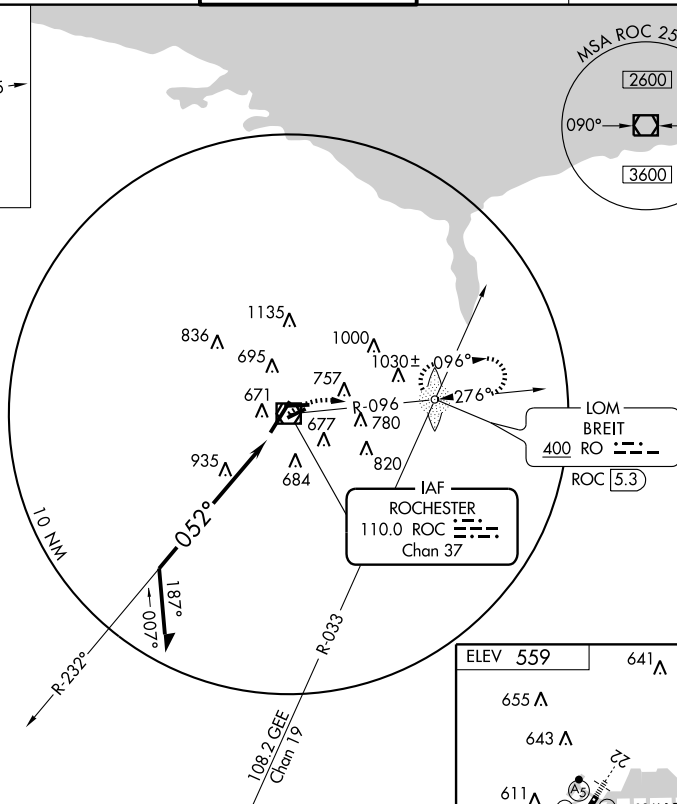 MSA ROC 25
2600
090°
3600
1135
836
1000
695
1030±
096°
757
671
276°
R-096
780
677
LOM
BREIT
400 RO
ROC 5.3
935
684
820
IAF
ROCHESTER
110.0 ROC
Chan 37
052°
10 NM
187°
007°
R-033
R-232°
108.2 GEE
Chan 19
ELEV 559
641
655
643
22
611
A5